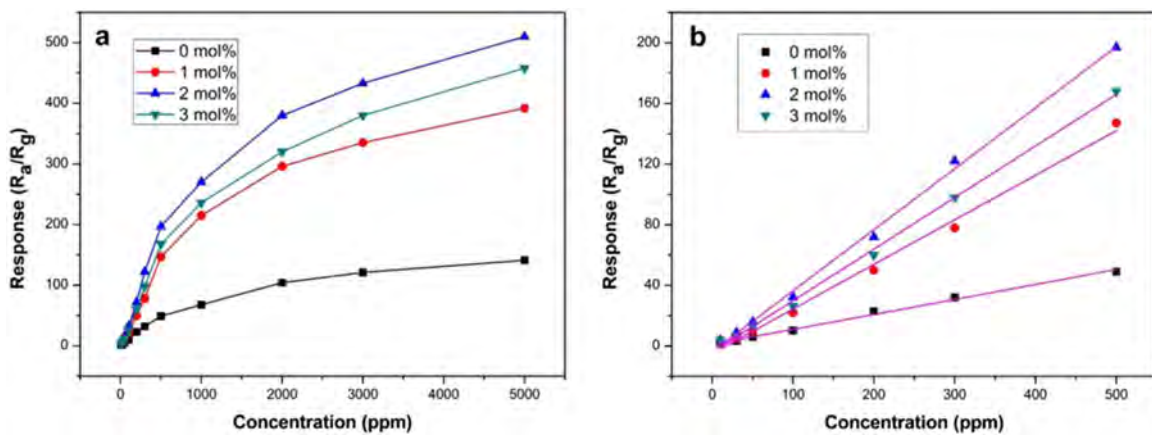 a
0 mol%
1 mol%
2 mol%
3 mol%
500
400
300
200
100
0
Response (Ra/Rg)
0 1000 2000 3000 4000 5000
Concentration (ppm)
b
0 mol%
1 mol%
2 mol%
3 mol%
200
160
120
80
40
0
Response (Ra/Rg)
0 100 200 300 400 500
Concentration (ppm)